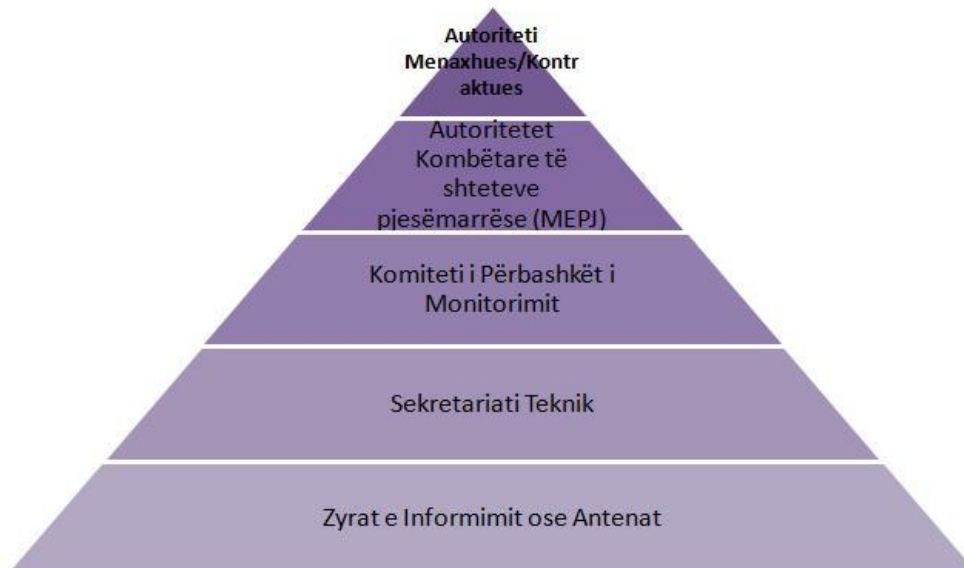 Autoriteti
Menaxhues/Kontr
aktues
Autoritetet
Kombëtare të
shteteve
pjesëmarrëse (MEPJ)
Komiteti i Përbashkët i
Monitorimit
Sekretariati Teknik
Zyrat e Informimit ose Antenat